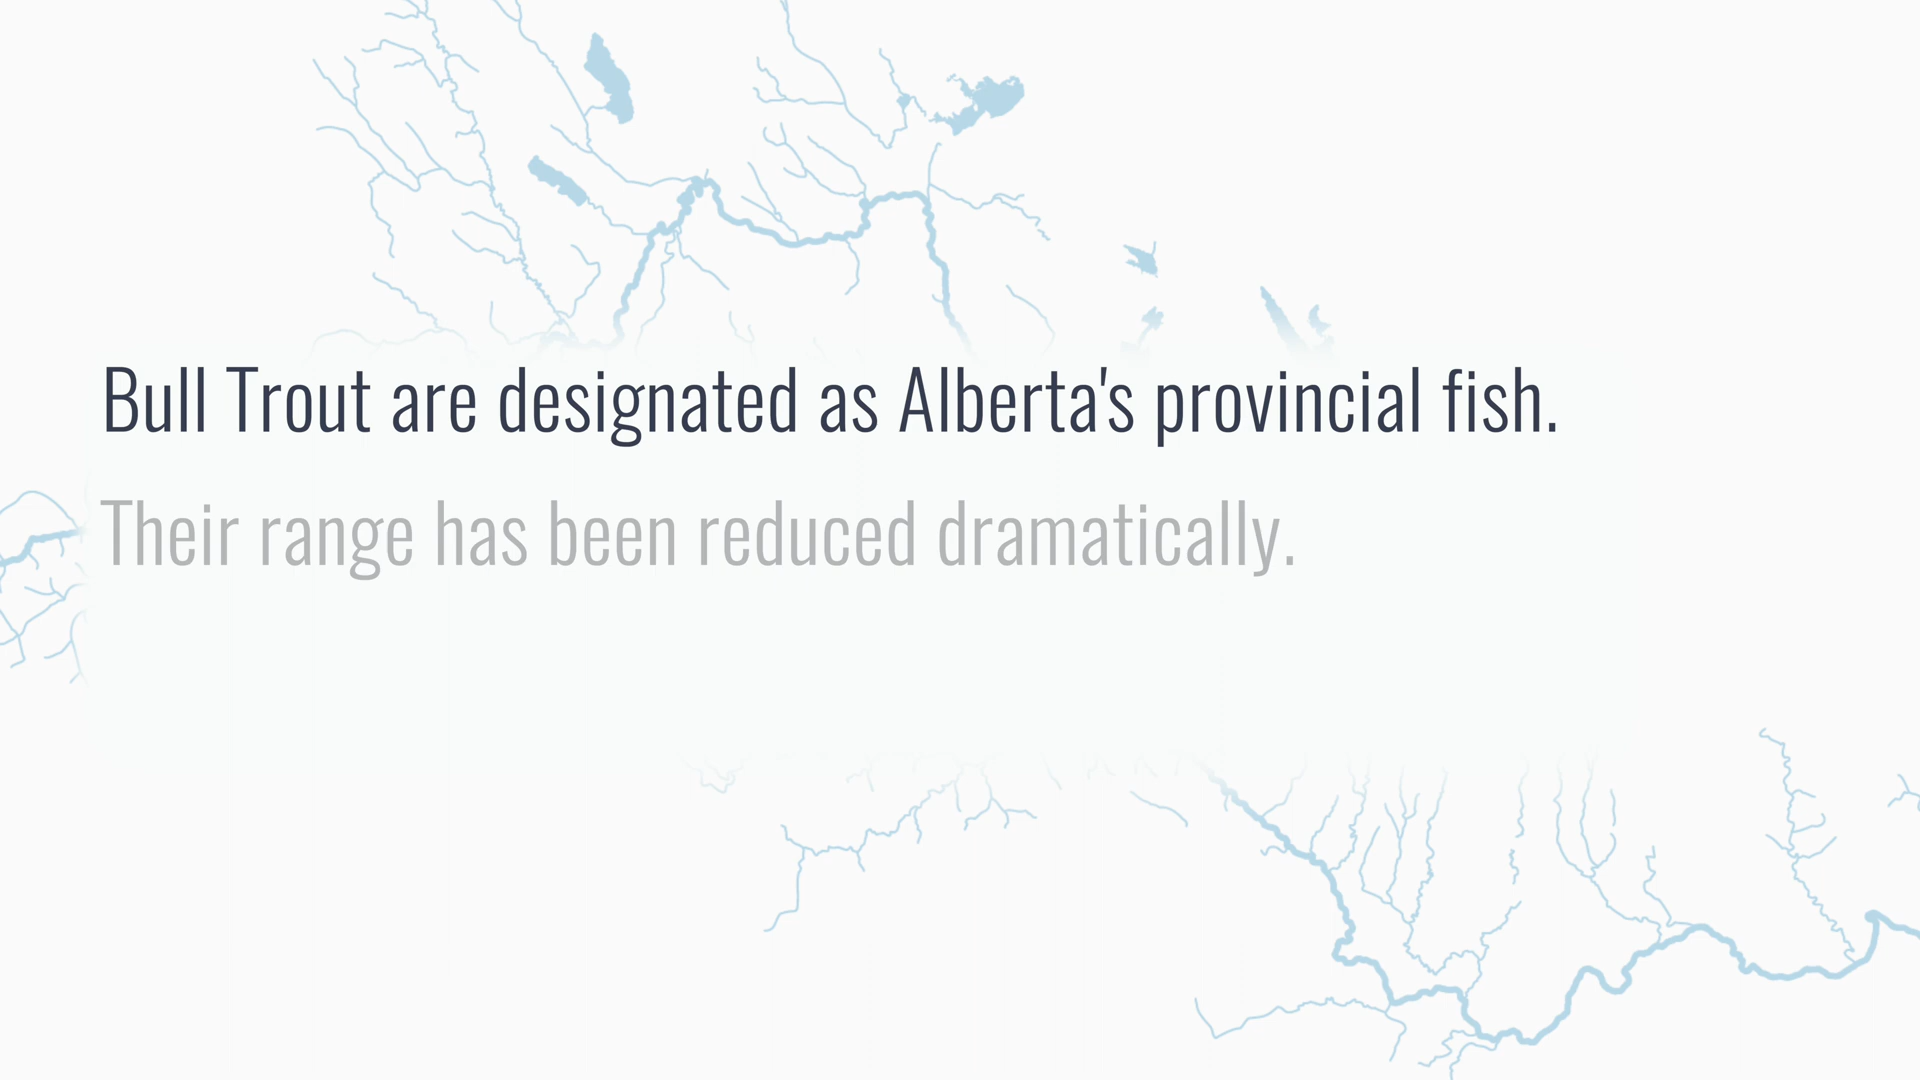 Bull Trout are designated as Alberta's provincial fish.
Their range has been reduced dramatically.